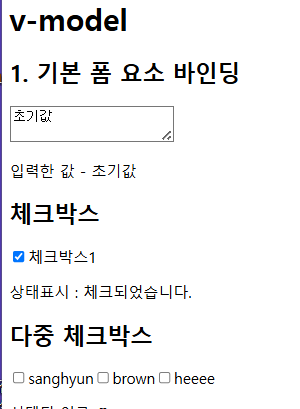 v-model
1. 기본 폼 요소 바인딩
초기값
입력한 값 - 초기값
체크박스
체크박스1
상태표시 : 체크되었습니다.
다중 체크박스
sanghyun brown heeee